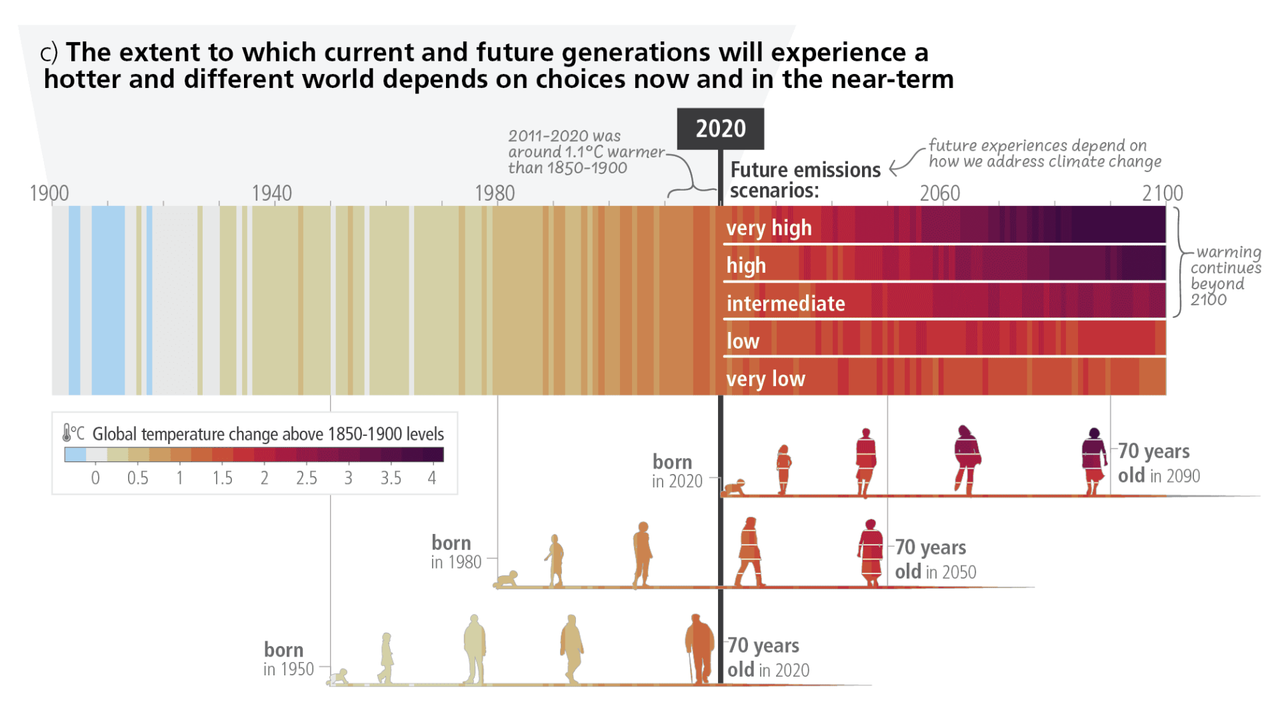 c) The extent to which current and future generations will experience a
hotter and different world depends on choices now and in the near-term
2011-2020 was
around 1.1°C warmer
than 1850-1900
2020
future experiences depend on
how we address climate change
Future emissions
scenarios:
1900
1940
1980
2060
2100
very high
high
intermediate
low
very low
warming
continues
beyond
2100
°C Global temperature change above 1850-1900 levels
0 0.5 1 1.5 2 2.5 3 3.5 4
born
in 2020
70 years
old in 2090
born
in 1980
70 years
old in 2050
born
in 1950
70 years
old in 2020